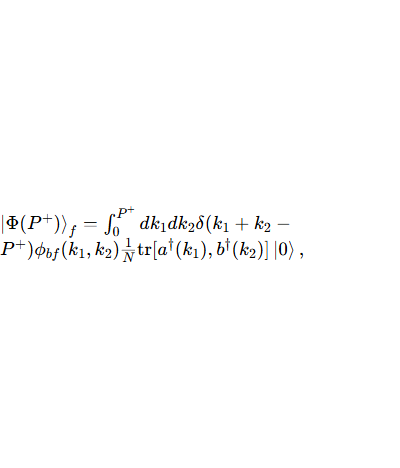 |Φ(P⁺)⟩_f = ∫₀^{P⁺} dk₁dk₂δ(k₁ + k₂ −
P⁺)ϕ_{bf}(k₁, k₂) 1/N tr[a†(k₁), b†(k₂)] |0⟩ ,